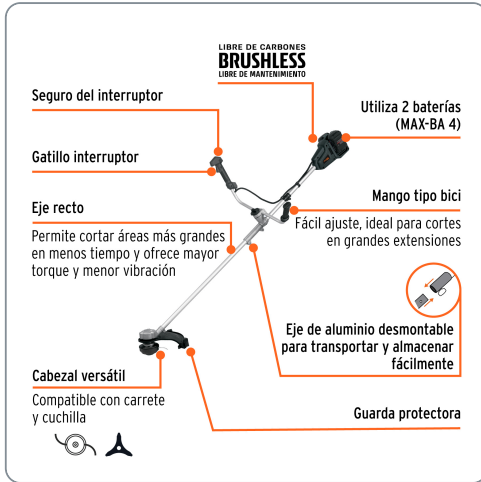 LIBRE DE CARBONES
BRUSHLESS
LIBRE DE MANTENIMIENTO
Seguro del interruptor
Utiliza 2 baterías
(MAX-BA 4)
Gatillo interruptor
Mango tipo bici
Fácil ajuste, ideal para cortes
en grandes extensiones
Eje recto
Permite cortar áreas más grandes
en menos tiempo y ofrece mayor
torque y menor vibración
Eje de aluminio desmontable
para transportar y almacenar
fácilmente
Cabezal versátil
Compatible con carrete
y cuchilla
Guarda protectora